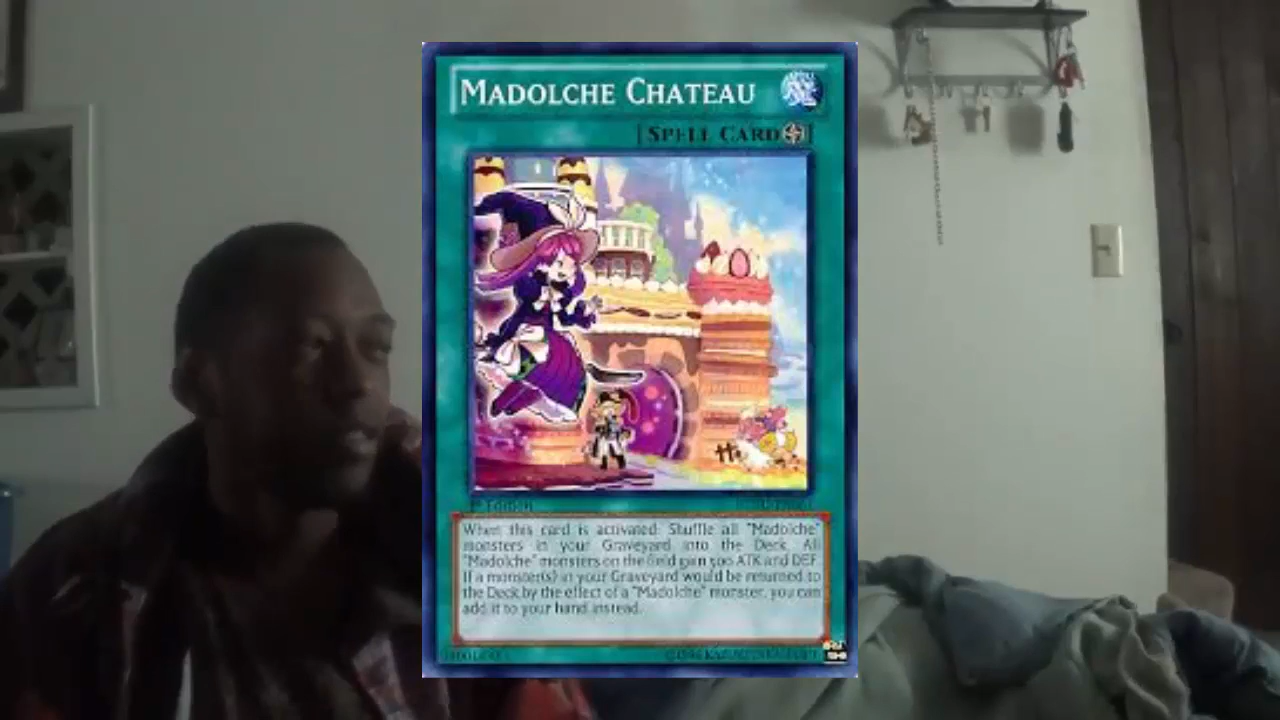 MADOLCHE CHATEAU
SPELL CARD
1st Edition
When this card is activated: Shuffle all "Madolche"
monsters in your Graveyard into the Deck. All
"Madolche" monsters on the field gain 500 ATK and DEF.
If a monster(s) in your Graveyard would be returned to
the Deck by the effect of a "Madolche" monster, you can
add it to your hand instead.